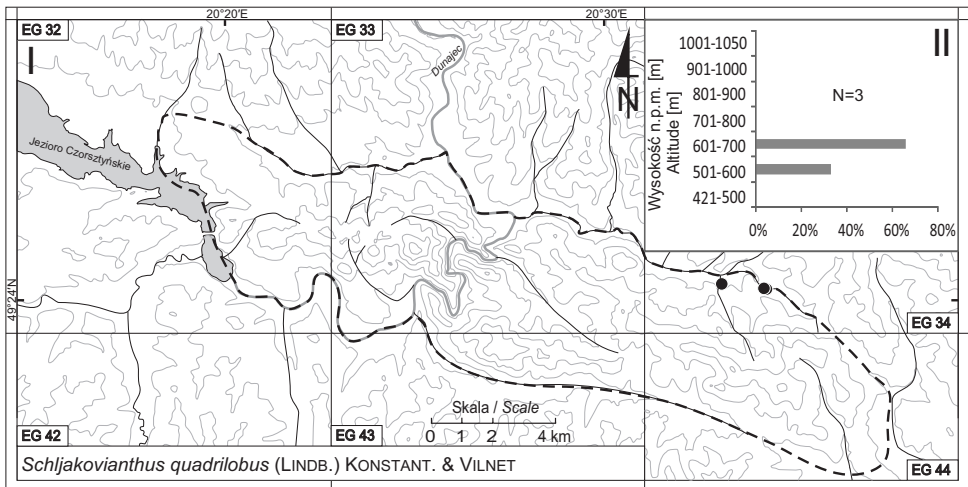 20°20'E
20°30'E
EG 32
EG 33
I
II
Dunajec
N
Jezioro Czorsztyńskie
49°24'N
Wysokość n.p.m. [m]
Altitude [m]
1001-1050
901-1000
801-900
701-800
601-700
501-600
421-500
N=3
0% 20% 40% 60% 80%
EG 34
Skala / Scale
0 1 2 4 km
EG 42
EG 43
EG 44
Schljakovianthus quadrilobus (LINDB.) KONSTANT. & VILNET